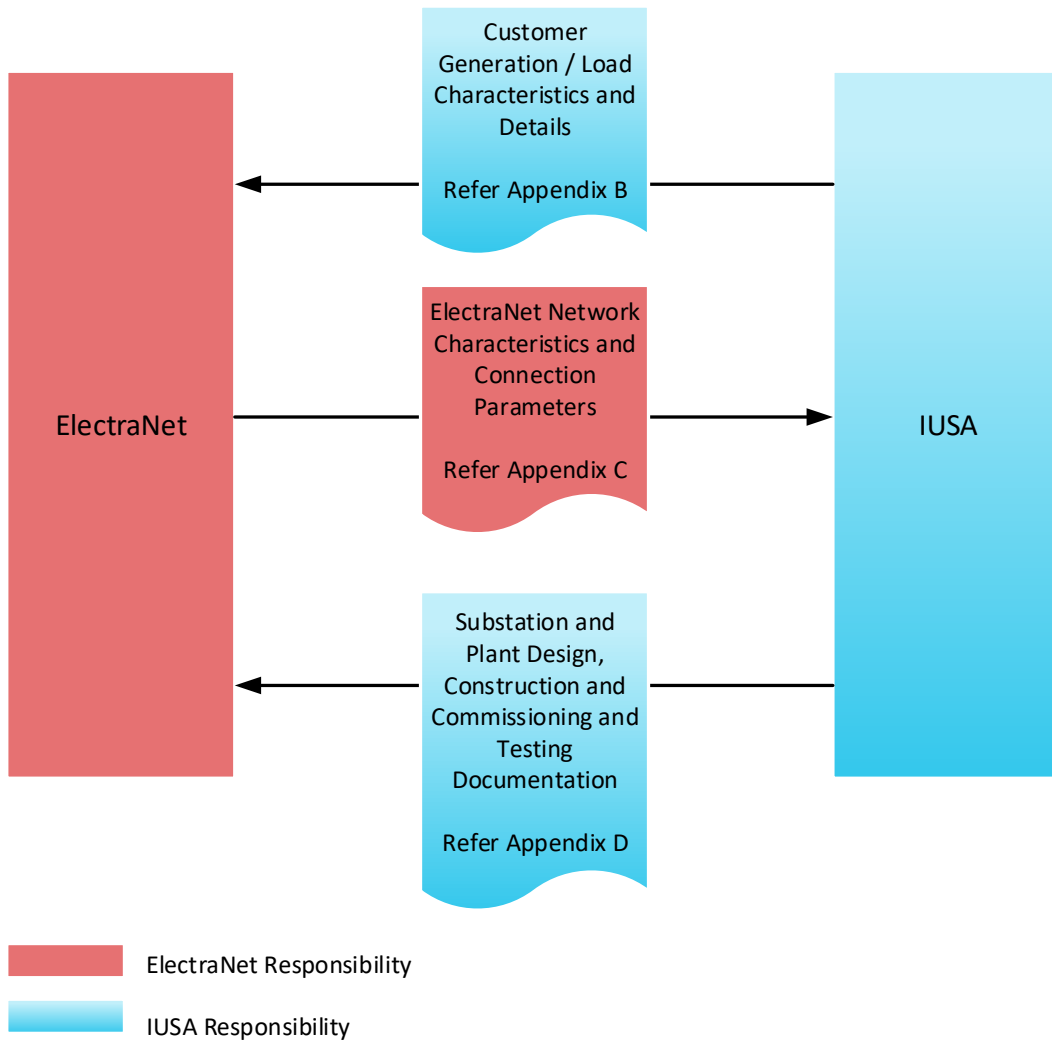 Customer
Generation / Load
Characteristics and
Details
Refer Appendix B
ElectraNet
ElectraNet Network
Characteristics and
Connection
Parameters
Refer Appendix C
IUSA
Substation and
Plant Design,
Construction and
Commissioning and
Testing
Documentation
Refer Appendix D
ElectraNet Responsibility
IUSA Responsibility